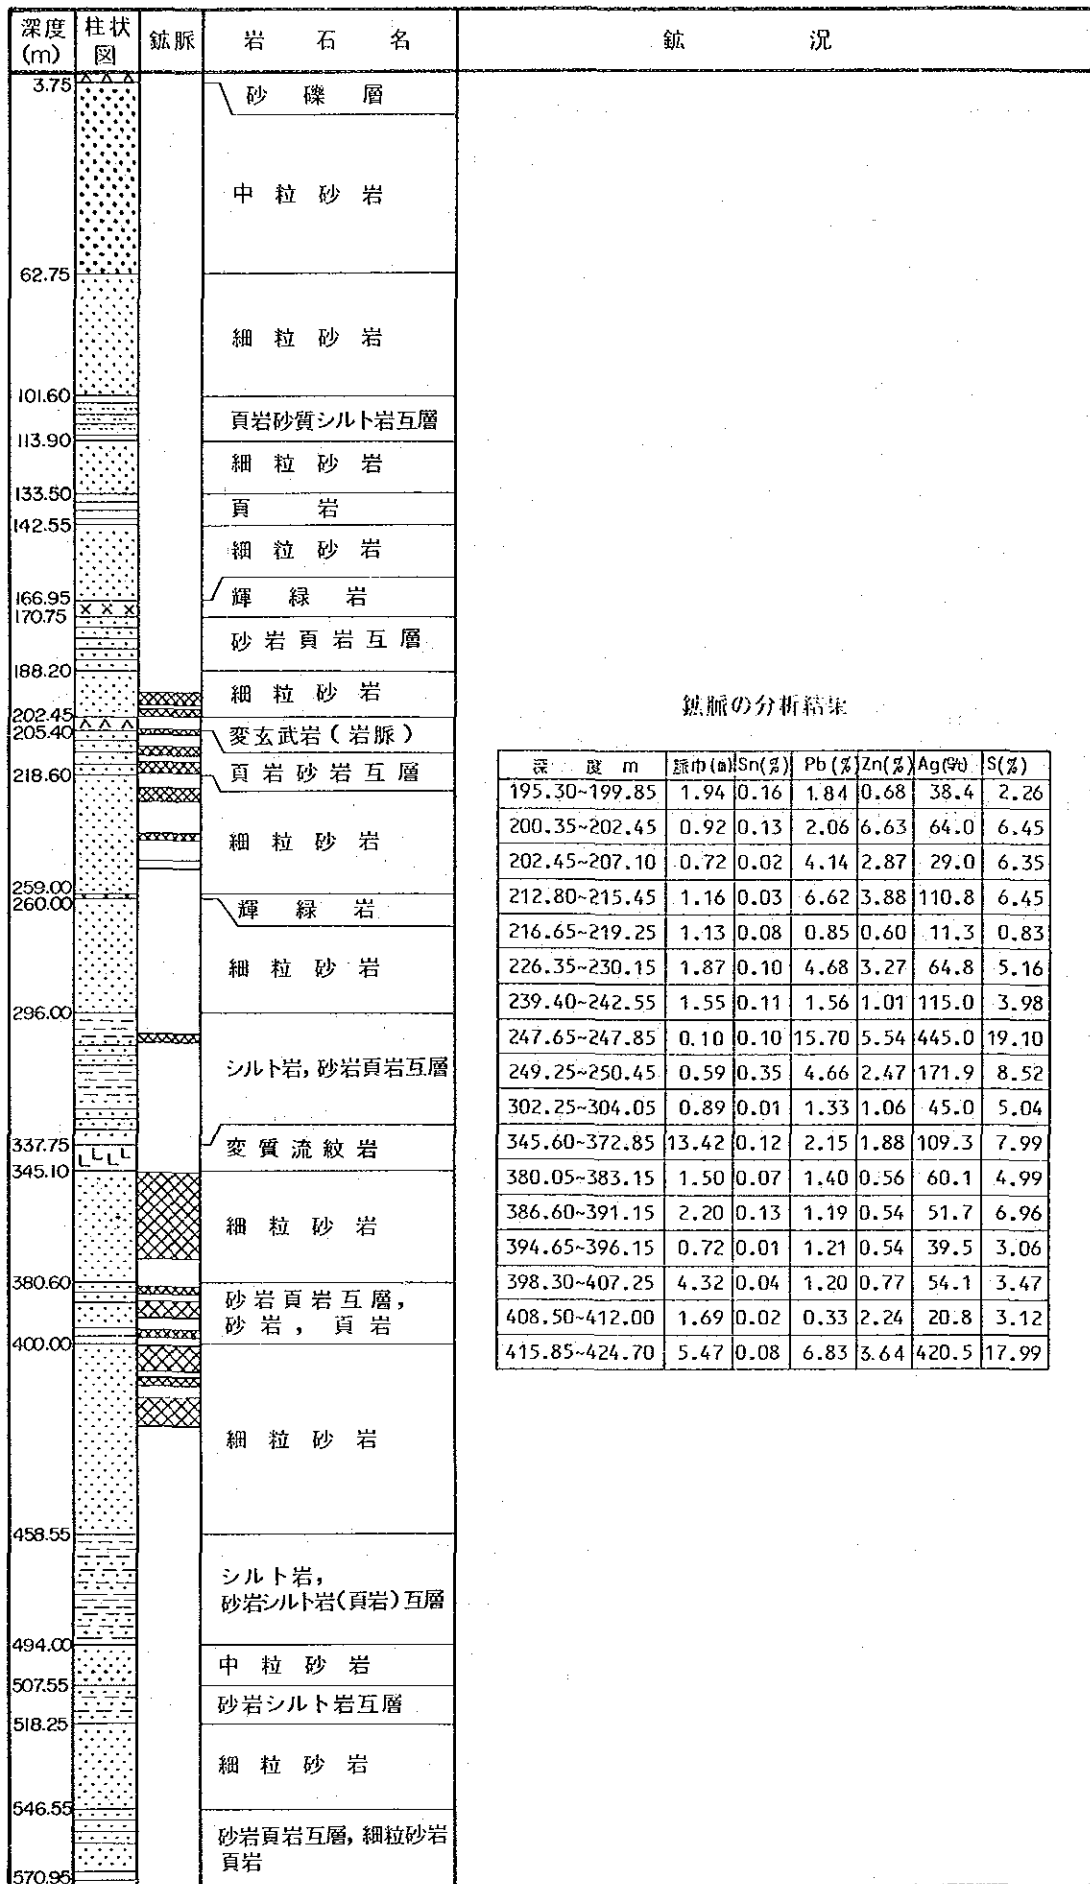 深度(m) 柱状図 鉱脈 岩石名 鉱況
3.75
砂礫層
中粒砂岩
62.75
細粒砂岩
101.60
頁岩砂質シルト岩互層
113.90
細粒砂岩
133.50
頁岩
142.55
細粒砂岩
166.95
輝緑岩
170.75
砂岩頁岩互層
188.20
細粒砂岩
202.45
変玄武岩(岩脈)
205.40
頁岩砂岩互層
218.60
細粒砂岩
259.00
輝緑岩
260.00
細粒砂岩
296.00
シルト岩,砂岩頁岩互層
337.75
変質流紋岩
345.10
細粒砂岩
380.60
砂岩頁岩互層,
砂岩, 頁岩
400.00
細粒砂岩
458.55
シルト岩,
砂岩シルト岩(頁岩)互層
494.00
中粒砂岩
507.55
砂岩シルト岩互層
518.25
細粒砂岩
546.55
砂岩頁岩互層,細粒砂岩
頁岩
570.95
鉱脈の分析結果
深度 m 脈巾(m) Sn(%) Pb(%) Zn(%) Ag(g/t) S(%)
195.30~199.85 1.94 0.16 1.84 0.68 38.4 2.26
200.35~202.45 0.92 0.13 2.06 6.63 64.0 6.45
202.45~207.10 0.72 0.02 4.14 2.87 29.0 6.35
212.80~215.45 1.16 0.03 6.62 3.88 110.8 6.45
216.65~219.25 1.13 0.08 0.85 0.60 11.3 0.83
226.35~230.15 1.87 0.10 4.68 3.27 64.8 5.16
239.40~242.55 1.55 0.11 1.56 1.01 115.0 3.98
247.65~247.85 0.10 0.10 15.70 5.54 445.0 19.10
249.25~250.45 0.59 0.35 4.66 2.47 171.9 8.52
302.25~304.05 0.89 0.01 1.33 1.06 45.0 5.04
345.60~372.85 13.42 0.12 2.15 1.88 109.3 7.99
380.05~383.15 1.50 0.07 1.40 0.56 60.1 4.99
386.60~391.15 2.20 0.13 1.19 0.54 51.7 6.96
394.65~396.15 0.72 0.01 1.21 0.54 39.5 3.06
398.30~407.25 4.32 0.04 1.20 0.77 54.1 3.47
408.50~412.00 1.69 0.02 0.33 2.24 20.8 3.12
415.85~424.70 5.47 0.08 6.83 3.64 420.5 17.99